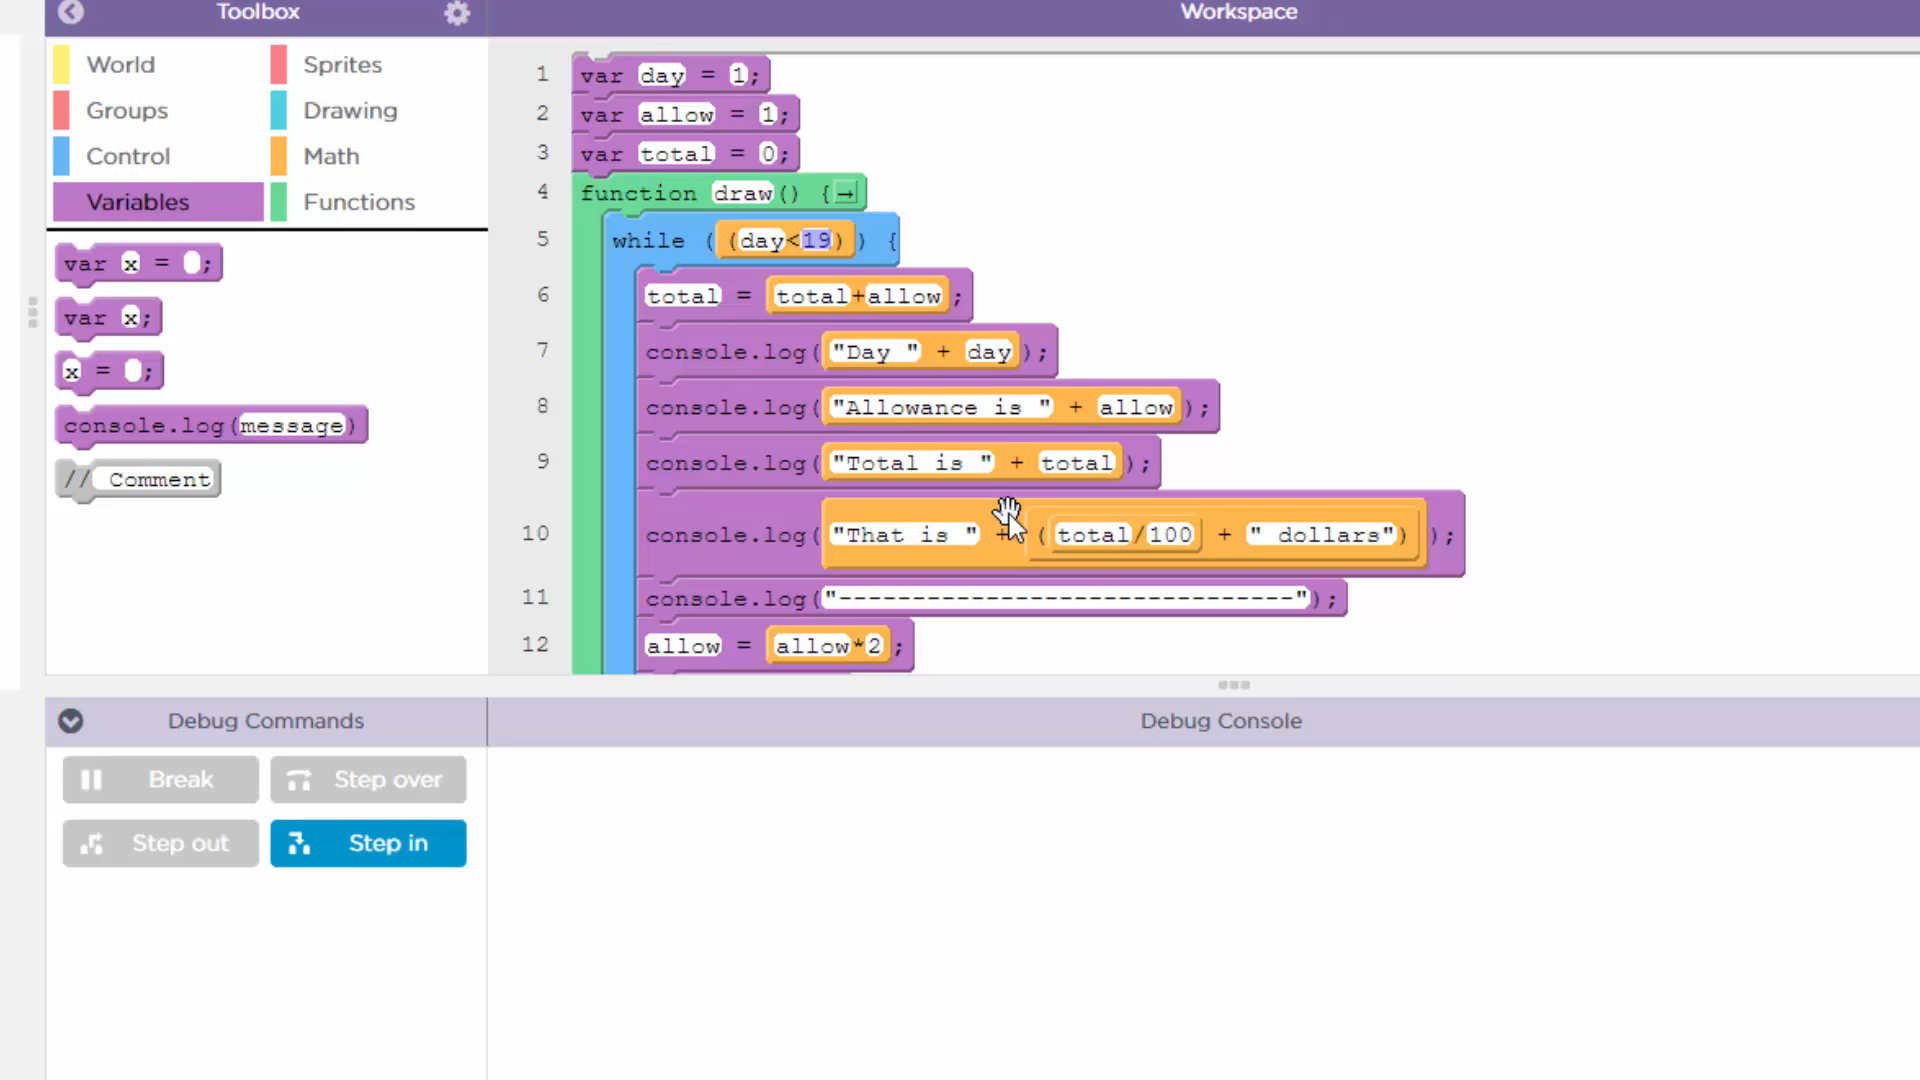 Toolbox
Workspace
World
Sprites
Groups
Drawing
Control
Math
Variables
Functions
var x = ;
var x;
x = ;
console.log(message)
// Comment
1 var day = 1;
2 var allow = 1;
3 var total = 0;
4 function draw() {→
5 while ( (day<19) ) {
6 total = total+allow;
7 console.log("Day " + day);
8 console.log("Allowance is " + allow);
9 console.log("Total is " + total);
10 console.log("That is " + (total/100 + " dollars") );
11 console.log("-------------------------------");
12 allow = allow*2;
Debug Commands
Debug Console
Break
Step over
Step out
Step in